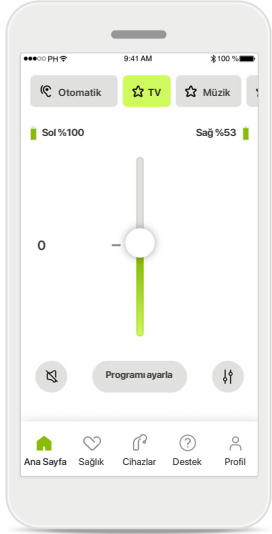 PH 9:41 AM 100 %
Otomatik TV Müzik
Sol %100 Sağ %53
0
Programı ayarla
Ana Sayfa Sağlık Cihazlar Destek Profil